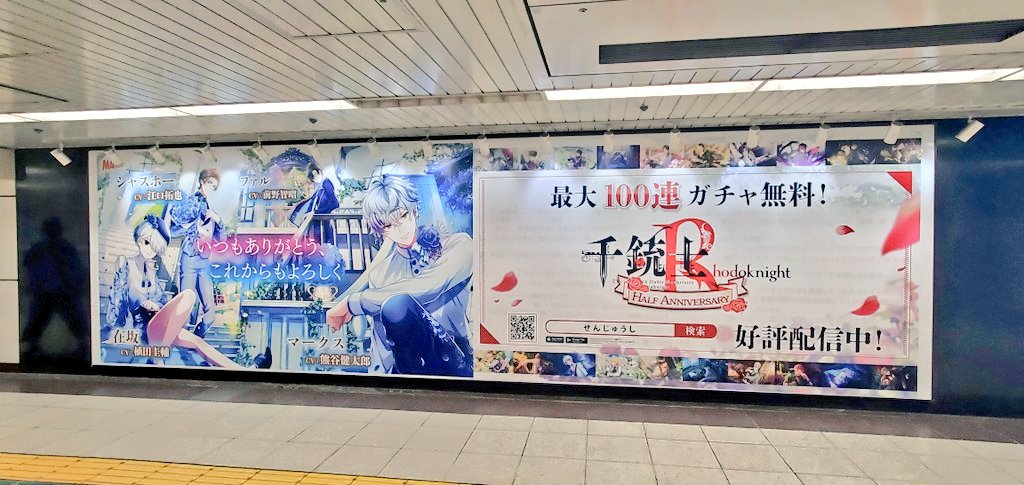 シャスポー
CV:江口拓也
ファル
CV:前野智昭
いつもありがとう、
これからもよろしく
在坂
CV:植田圭輔
マークス
CV:熊谷健太郎
最大100連ガチャ無料!
千銃士
R
hodoknight
HALF ANNIVERSARY
せんじゅうし 検索
好評配信中!